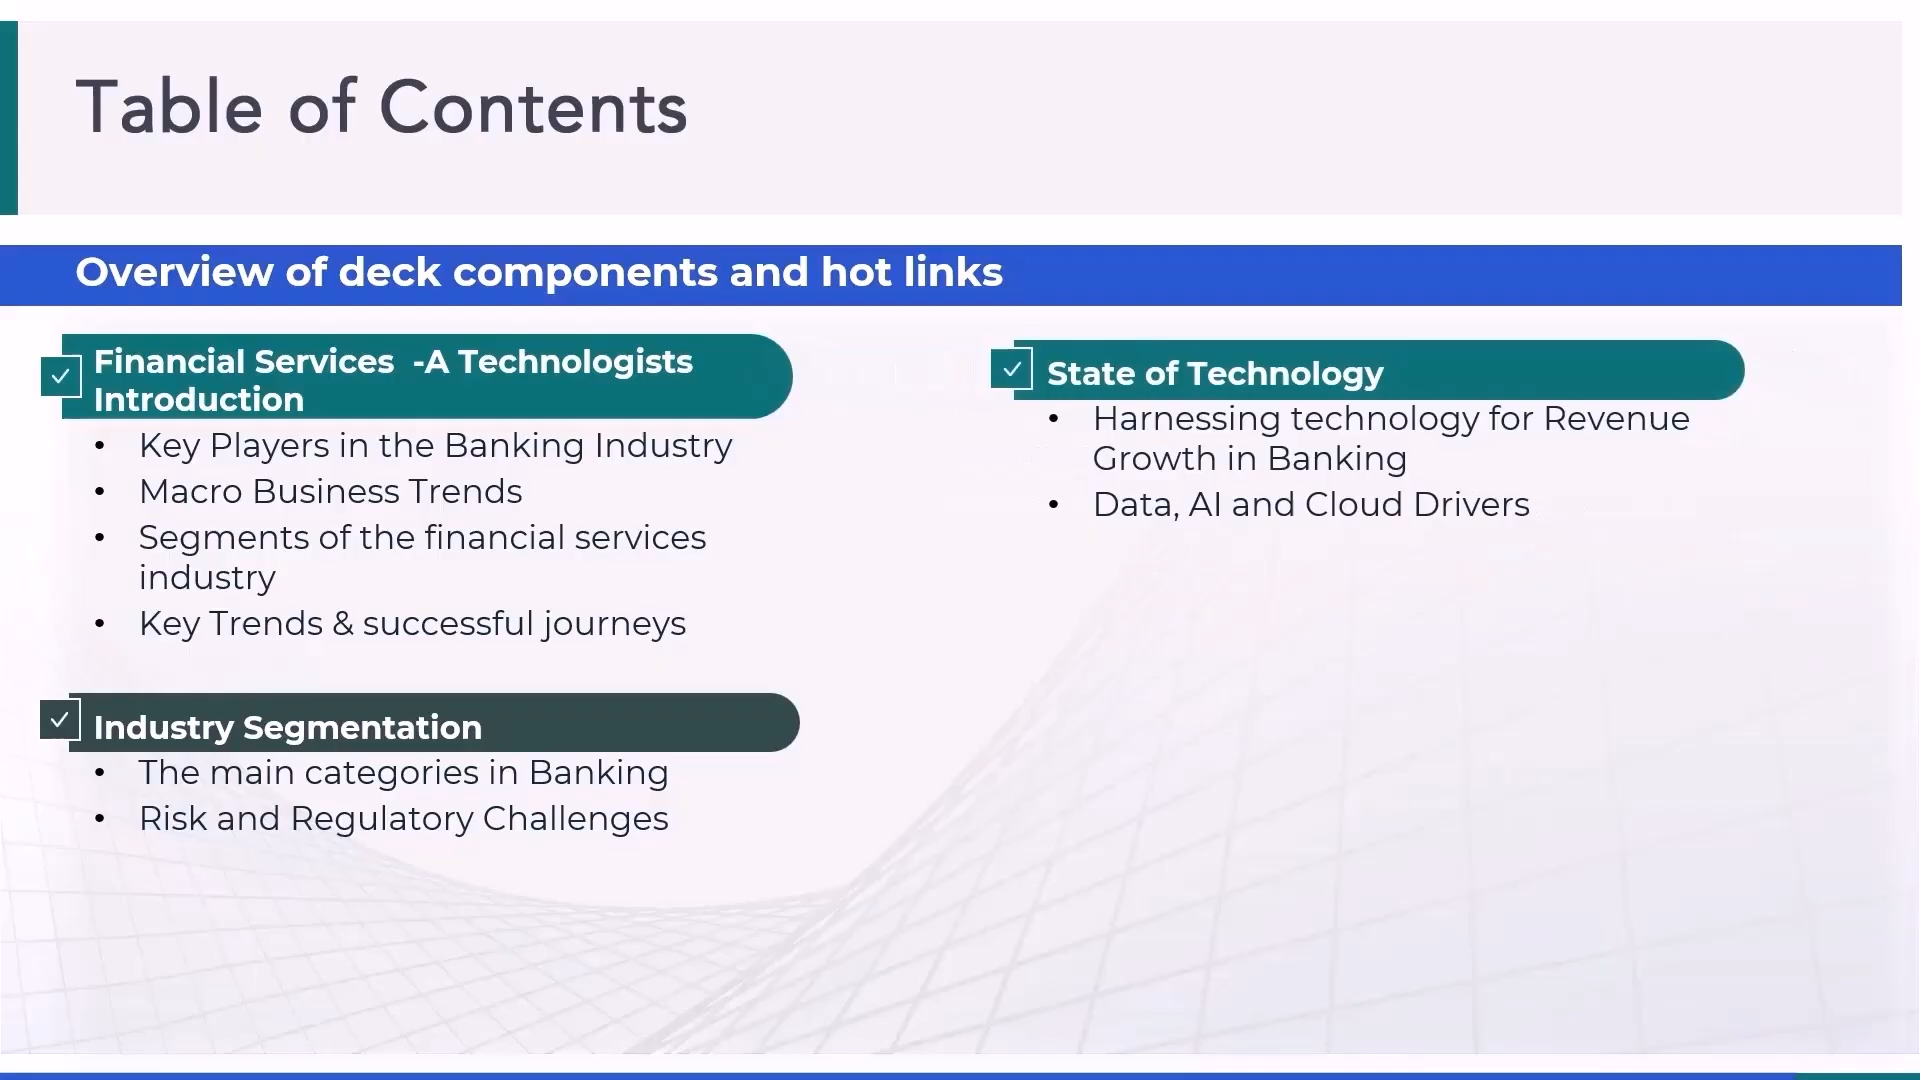 Table of Contents
Overview of deck components and hot links
Financial Services  -A Technologists
Introduction
• Key Players in the Banking Industry
• Macro Business Trends
• Segments of the financial services
industry
• Key Trends & successful journeys
Industry Segmentation
• The main categories in Banking
• Risk and Regulatory Challenges
State of Technology
• Harnessing technology for Revenue
Growth in Banking
• Data, AI and Cloud Drivers